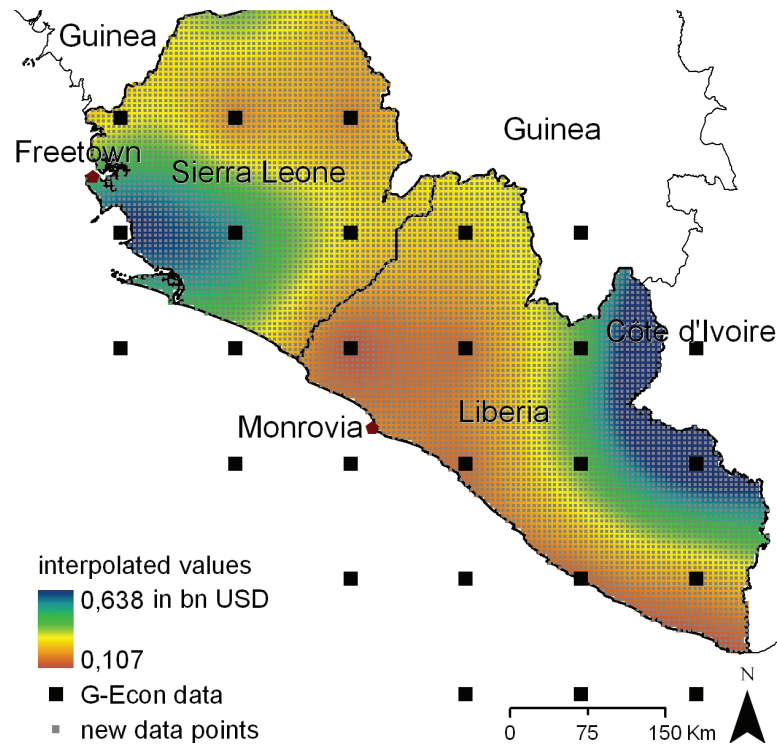 Guinea
Guinea
Freetown
Sierra Leone
Côte d'Ivoire
Liberia
Monrovia
interpolated values
0,638 in bn USD
0,107
G-Econ data
new data points
N
0 75 150 Km